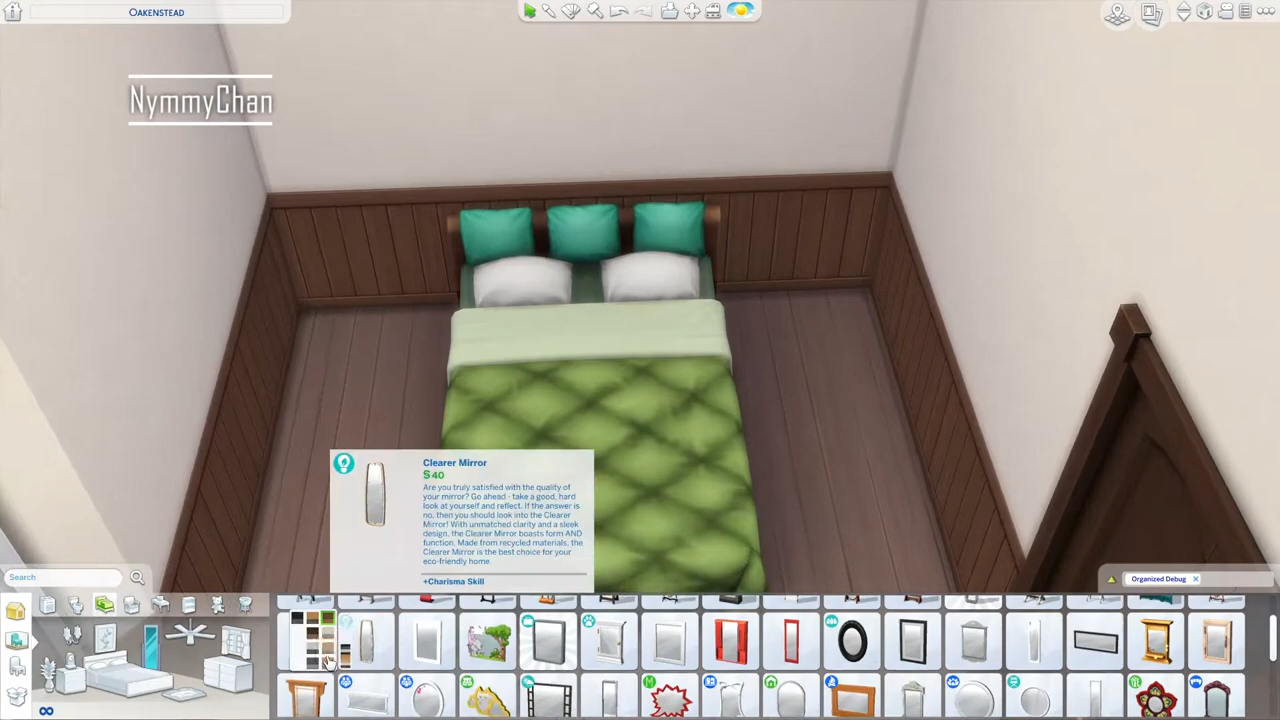 OAKENSTEAD
NymmyChan
Clearer Mirror
§40
Are you truly satisfied with the quality of
your mirror? Go ahead - take a good, hard
look at yourself and reflect. If the answer is
no, then you should look into the Clearer
Mirror! With unmatched clarity and a sleek
design, the Clearer Mirror boasts form AND
function. Made from recycled materials, the
Clearer Mirror is the best choice for your
eco-friendly home
+Charisma Skill
Search
Organized Debug